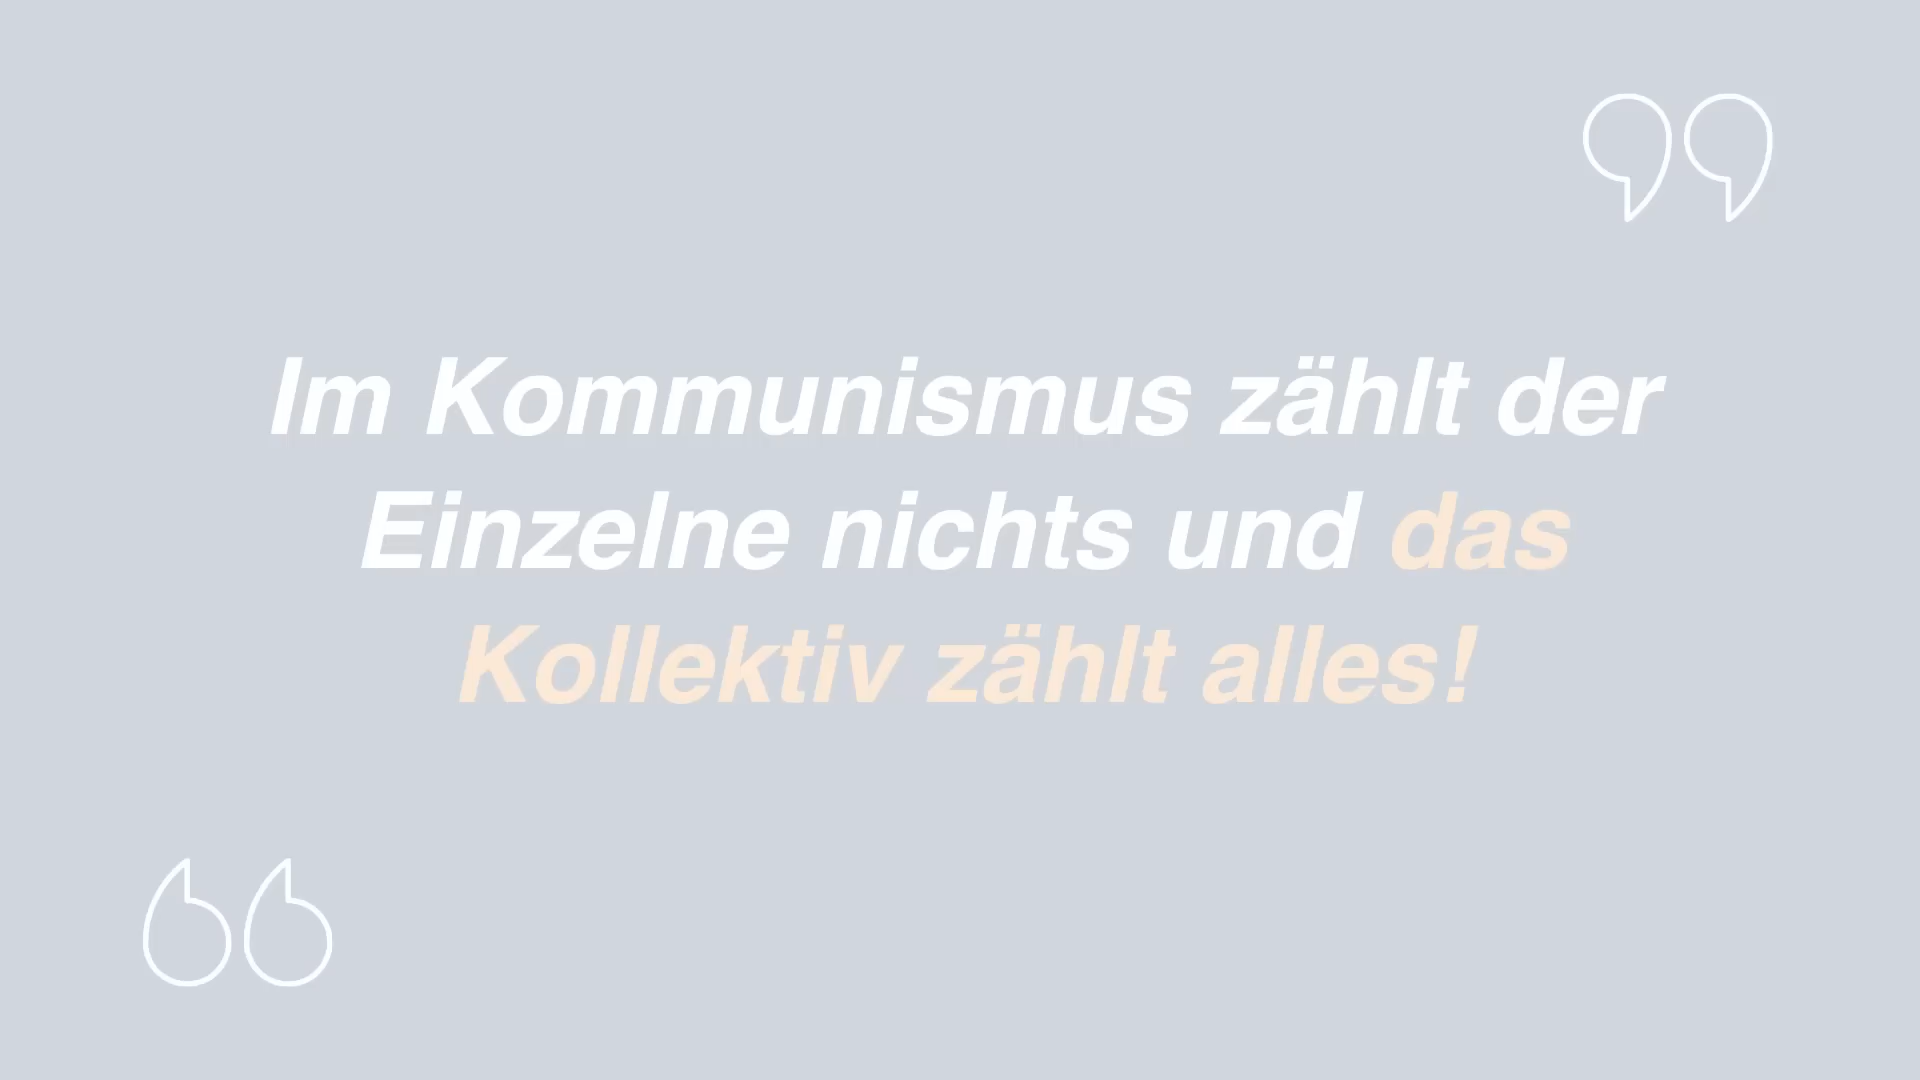 Im Kommunismus zählt der
Einzelne nichts und das
Kollektiv zählt alles!